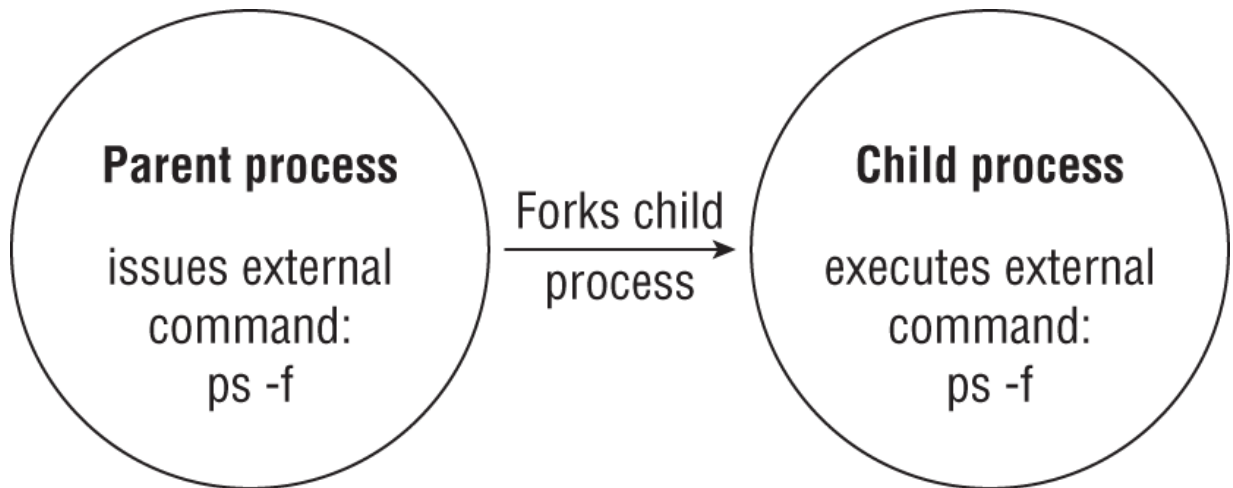 Parent process
issues external
command:
ps -f
Forks child
process
Child process
executes external
command:
ps -f